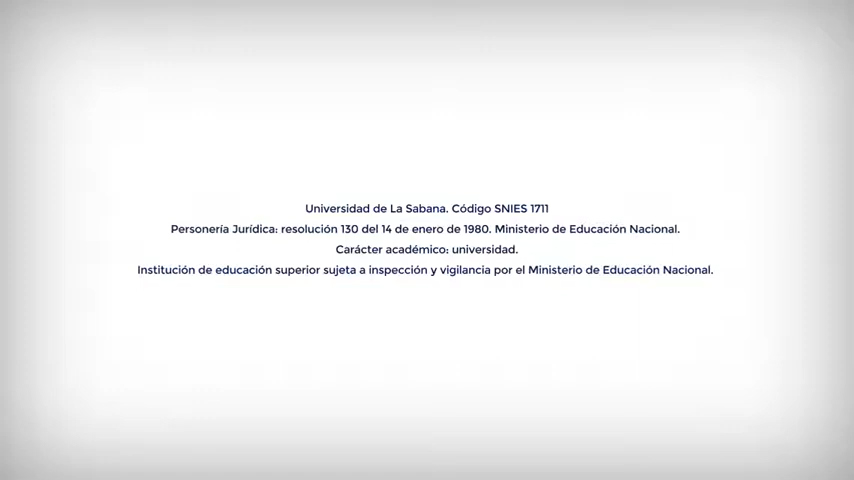 Universidad de La Sabana. Código SNIES 1711
Personería Jurídica: resolución 130 del 14 de enero de 1980. Ministerio de Educación Nacional.
Carácter académico: universidad.
Institución de educación superior sujeta a inspección y vigilancia por el Ministerio de Educación Nacional.